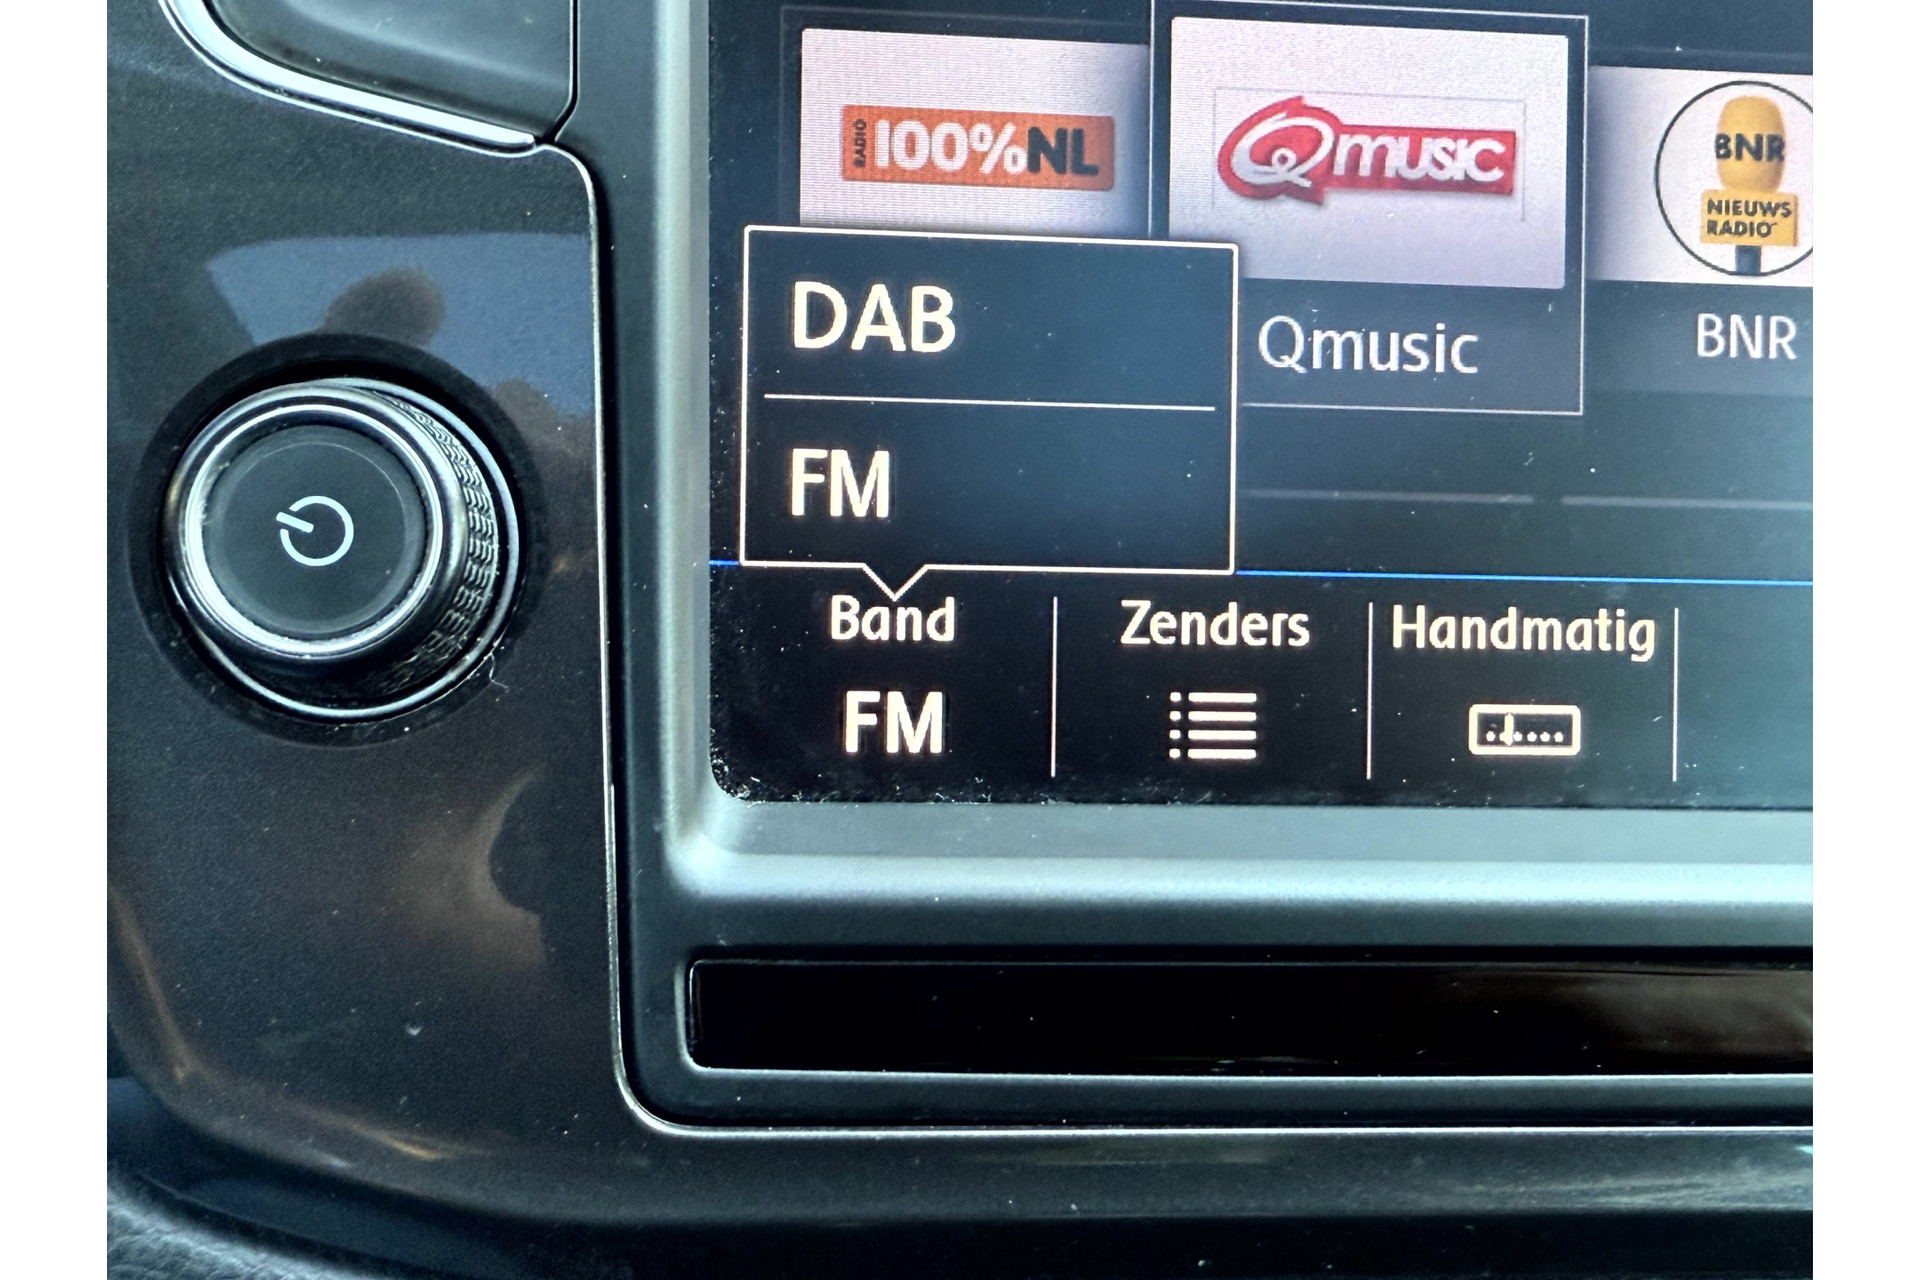 RADIO 100%NL
Qmusic
BNR
NIEUWS
RADIO
DAB
Qmusic
BNR
FM
Band
Zenders
Handmatig
FM